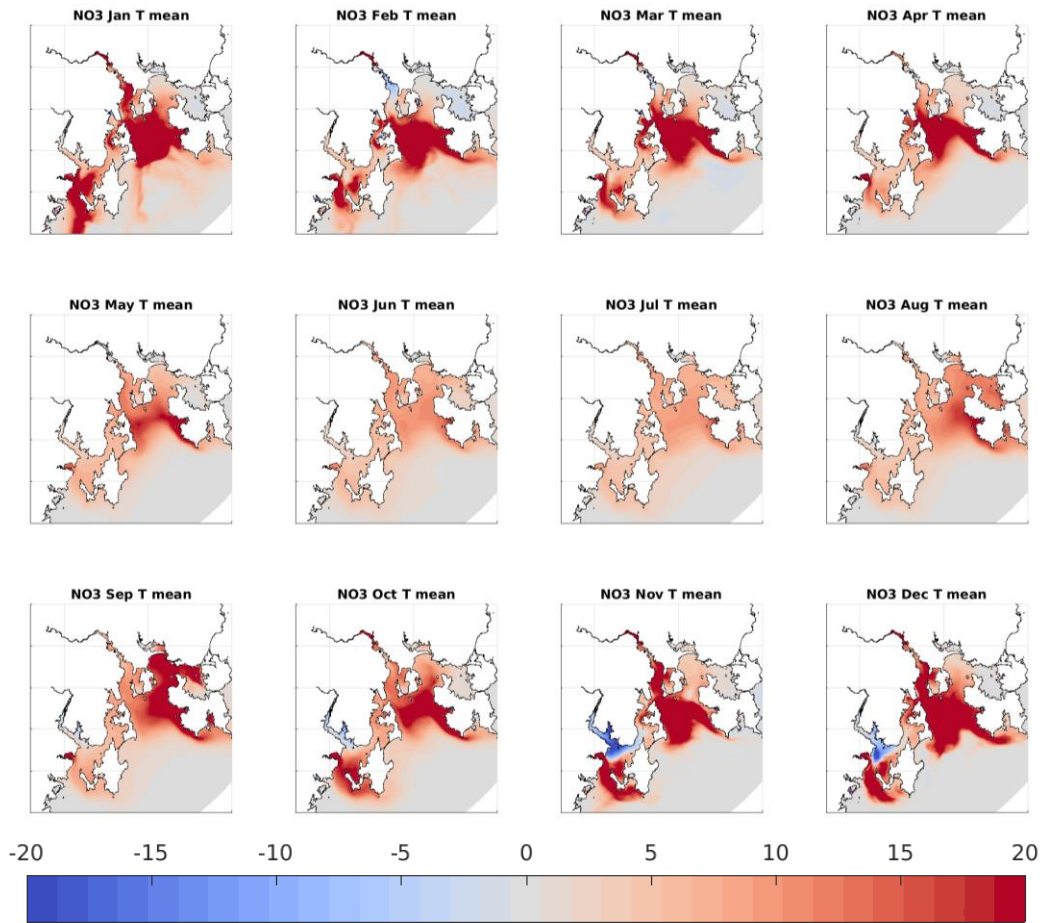 NO3 Jan T mean NO3 Feb T mean NO3 Mar T mean NO3 Apr T mean
NO3 May T mean NO3 Jun T mean NO3 Jul T mean NO3 Aug T mean
NO3 Sep T mean NO3 Oct T mean NO3 Nov T mean NO3 Dec T mean
-20 -15 -10 -5 0 5 10 15 20